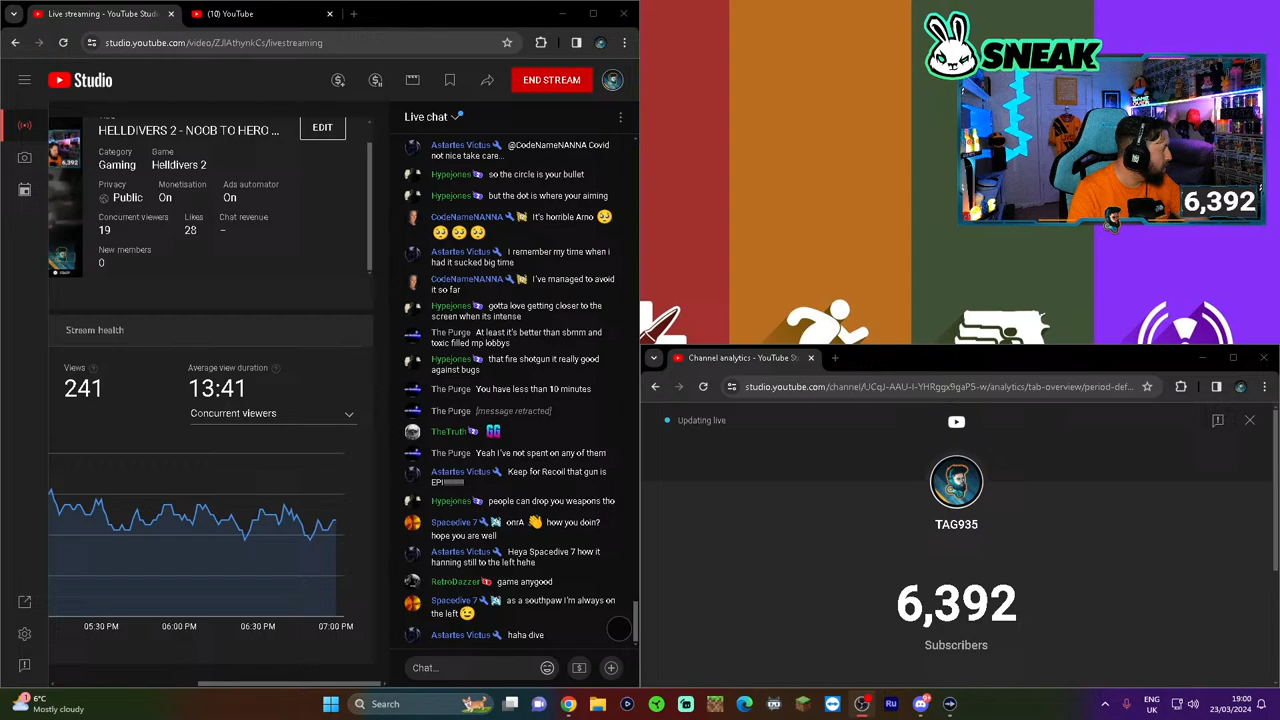 Live streaming - YouTube Studio
(10) YouTube
studio.youtube.com/video/ZJlAthynkCs/livestreaming
Studio
END STREAM
HELLDIVERS 2 - NOOB TO HERO ...
EDIT
Category
Game
Gaming
Helldivers 2
Privacy
Monetisation
Ads automator
Public
On
On
Concurrent viewers
Likes
Chat revenue
19
28
–
New members
0
6,392
Stream health
Views
Average view duration
241
13:41
Concurrent viewers
05:30 PM
06:00 PM
06:30 PM
07:00 PM
Live chat
Astartes Victus @CodeNameNANNA Covid
not nice take care...
Hypejones so the circle is your bullet
Hypejones but the dot is where your aiming
CodeNameNANNA It's horrible Arno
Astartes Victus I remember my time when i
had it sucked big time
CodeNameNANNA I've managed to avoid
it so far
Hypejones gotta love getting closer to the
screen when its intense
The Purge At least it's better than sbmm and
toxic filled mp lobbys
Hypejones that fire shotgun it really good
against bugs
The Purge You have less than 10 minutes
The Purge [message retracted]
TheTruth GG
The Purge Yeah I've not spent on any of them
Astartes Victus Keep for Recoil that gun is
EPI
Hypejones people can drop you weapons tho
Spacedive 7 onrA how you doin?
hope you are well
Astartes Victus Heya Spacedive 7 how it
hanning still to the left hehe
RetroDazzer game anygood
Spacedive 7 as a southpaw I'm always on
the left
Astartes Victus haha dive
Chat...
SNEAK
6,392
Channel analytics - YouTube St
studio.youtube.com/channel/UCqJ-AAU-I-YHRggx9gaP5-w/analytics/tab-overview/period-def...
Updating live
TAG935
6,392
Subscribers
1
6°C
Mostly cloudy
Search
ENG
UK
19:00
23/03/2024